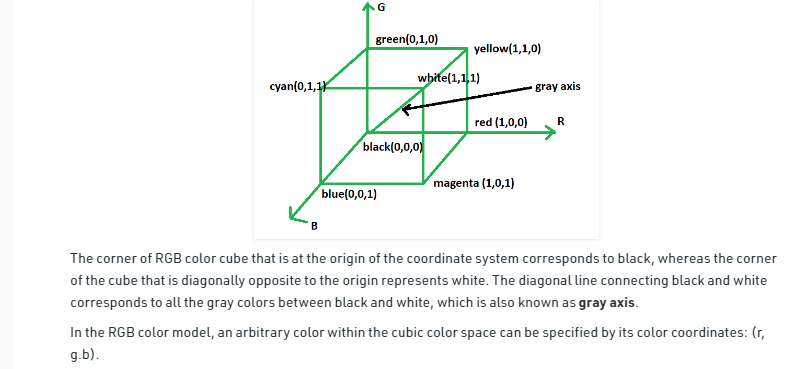 G
green(0,1,0)
yellow(1,1,0)
cyan(0,1,1)
white(1,1,1)
gray axis
red (1,0,0)
R
black(0,0,0)
magenta (1,0,1)
blue(0,0,1)
B
The corner of RGB color cube that is at the origin of the coordinate system corresponds to black, whereas the corner
of the cube that is diagonally opposite to the origin represents white. The diagonal line connecting black and white
corresponds to all the gray colors between black and white, which is also known as gray axis.
In the RGB color model, an arbitrary color within the cubic color space can be specified by its color coordinates: (r,
g.b).